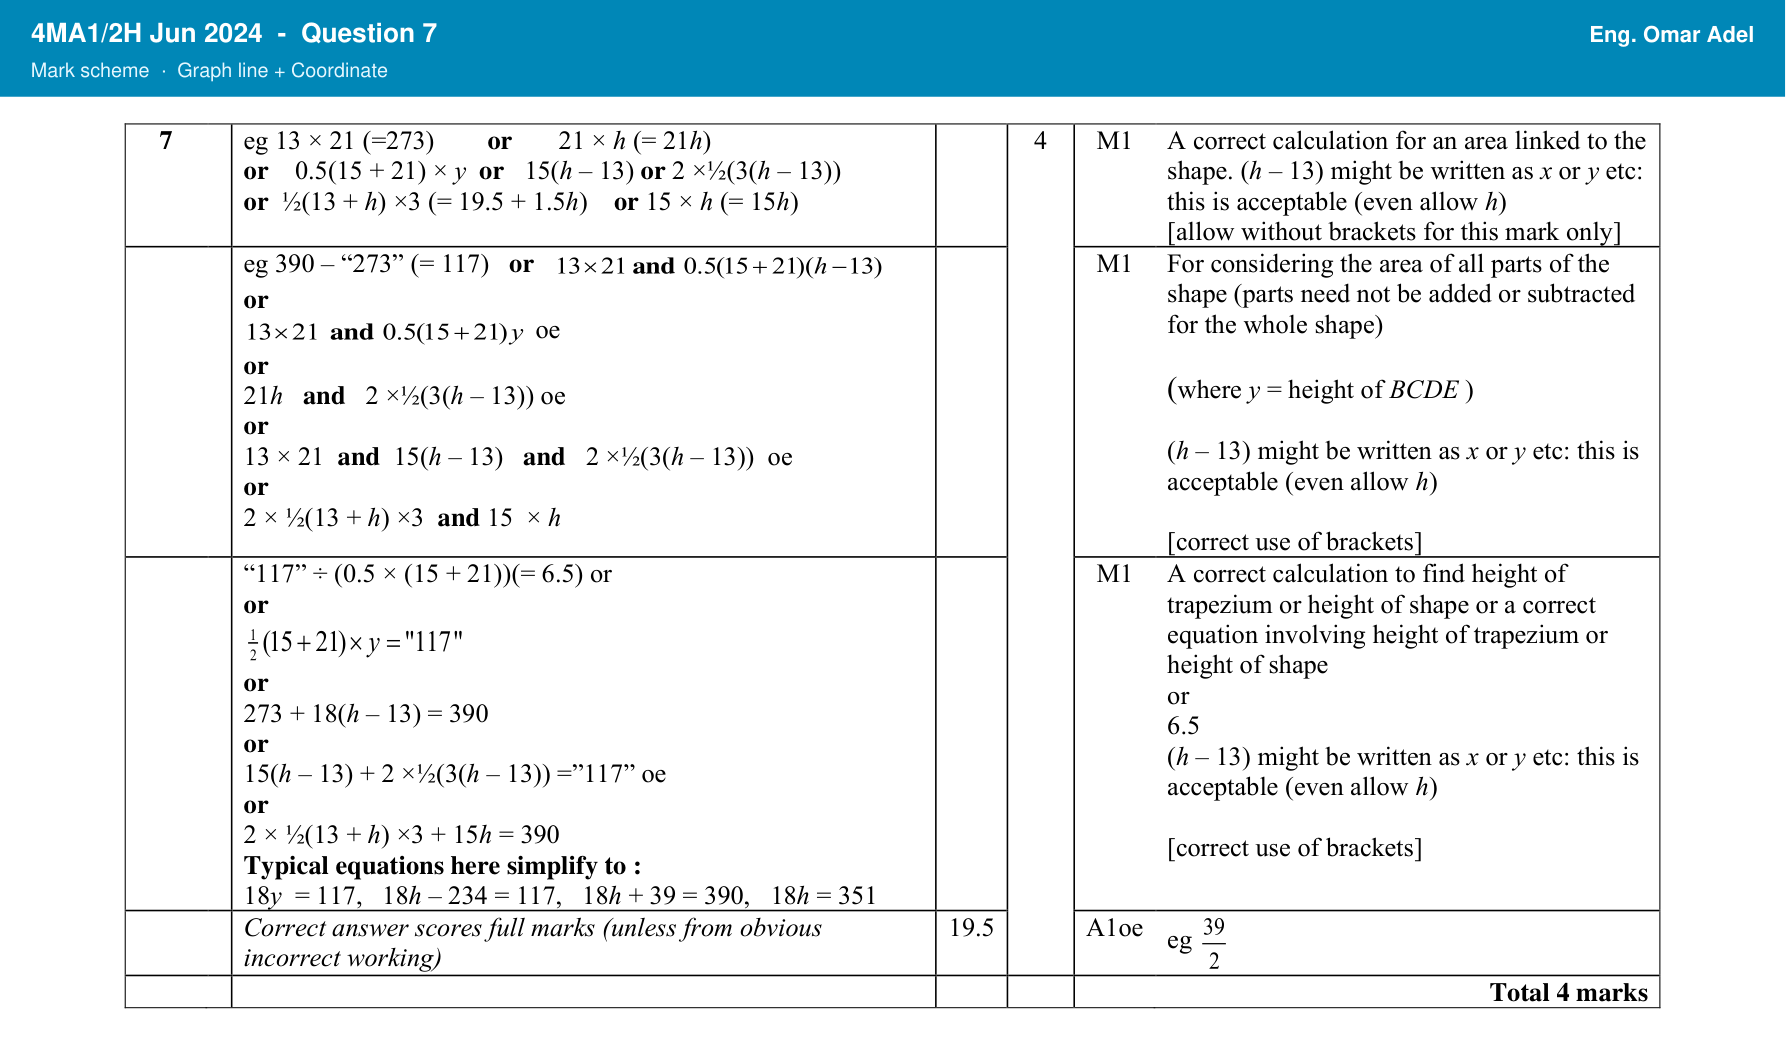 4MA1/2H Jun 2024 - Question 7
Eng. Omar Adel
Mark scheme · Graph line + Coordinate
7
eg 13 × 21 (=273) or 21 × h (= 21h)
or 0.5(15 + 21) × y or 15(h – 13) or 2 ×½(3(h – 13))
or ½(13 + h) ×3 (= 19.5 + 1.5h) or 15 × h (= 15h)
4
M1
A correct calculation for an area linked to the
shape. (h – 13) might be written as x or y etc:
this is acceptable (even allow h)
[allow without brackets for this mark only]
eg 390 – “273” (= 117) or 13×21 and 0.5(15+21)(h−13)
or
13×21 and 0.5(15+21)y oe
or
21h and 2 ×½(3(h – 13)) oe
or
13 × 21 and 15(h – 13) and 2 ×½(3(h – 13)) oe
or
2 × ½(13 + h) ×3 and 15 × h
M1
For considering the area of all parts of the
shape (parts need not be added or subtracted
for the whole shape)
(where y = height of BCDE )
(h – 13) might be written as x or y etc: this is
acceptable (even allow h)
[correct use of brackets]
“117” ÷ (0.5 × (15 + 21))(= 6.5) or
or
½(15+21)× y ="117"
or
273 + 18(h – 13) = 390
or
15(h – 13) + 2 ×½(3(h – 13)) =”117” oe
or
2 × ½(13 + h) ×3 + 15h = 390
Typical equations here simplify to :
18y = 117, 18h – 234 = 117, 18h + 39 = 390, 18h = 351
M1
A correct calculation to find height of
trapezium or height of shape or a correct
equation involving height of trapezium or
height of shape
or
6.5
(h – 13) might be written as x or y etc: this is
acceptable (even allow h)
[correct use of brackets]
Correct answer scores full marks (unless from obvious
incorrect working)
19.5
A1oe
eg 39/2
Total 4 marks